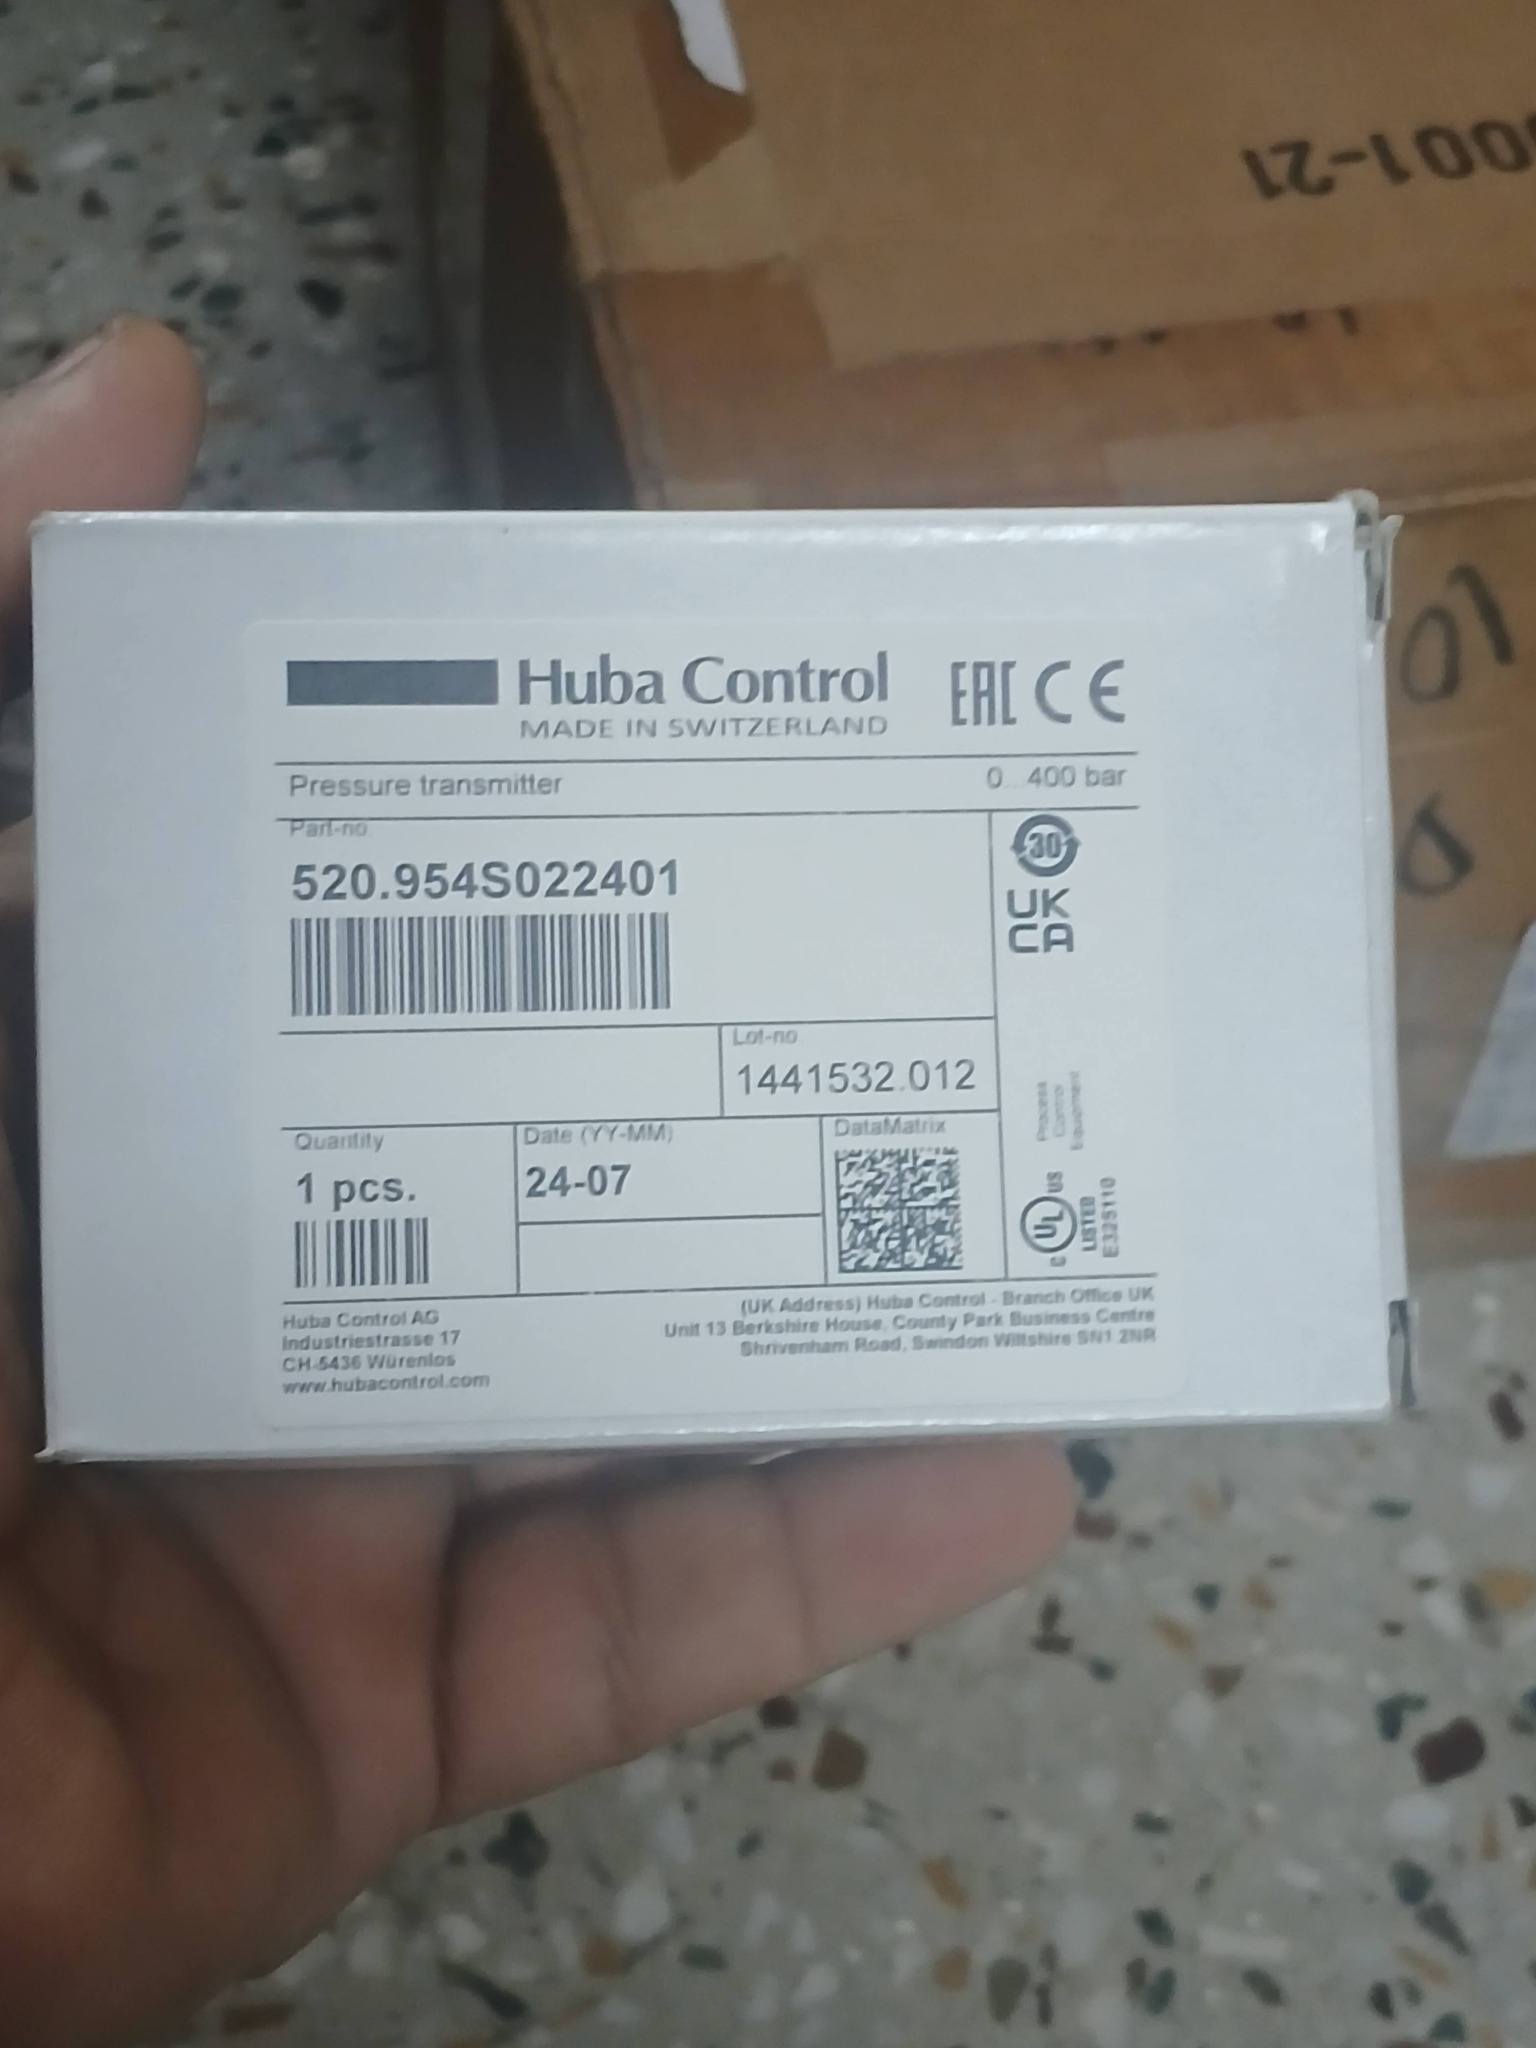 001-21
10
Huba Control
MADE IN SWITZERLAND
EAC CE
Pressure transmitter
0...400 bar
Part-no.
520.954S022401
30
UK
CA
Lot-no
1441532.012
Quantity
1 pcs.
Date (YY-MM)
24-07
DataMatrix
Process
Control
Equipment
C UL US
LISTED
E325110
Huba Control AG
Industriestrasse 17
CH-5436 Würenlos
www.hubacontrol.com
(UK Address) Huba Control - Branch Office UK
Unit 13 Berkshire House, County Park Business Centre
Shrivenham Road, Swindon Wiltshire SN1 2NR